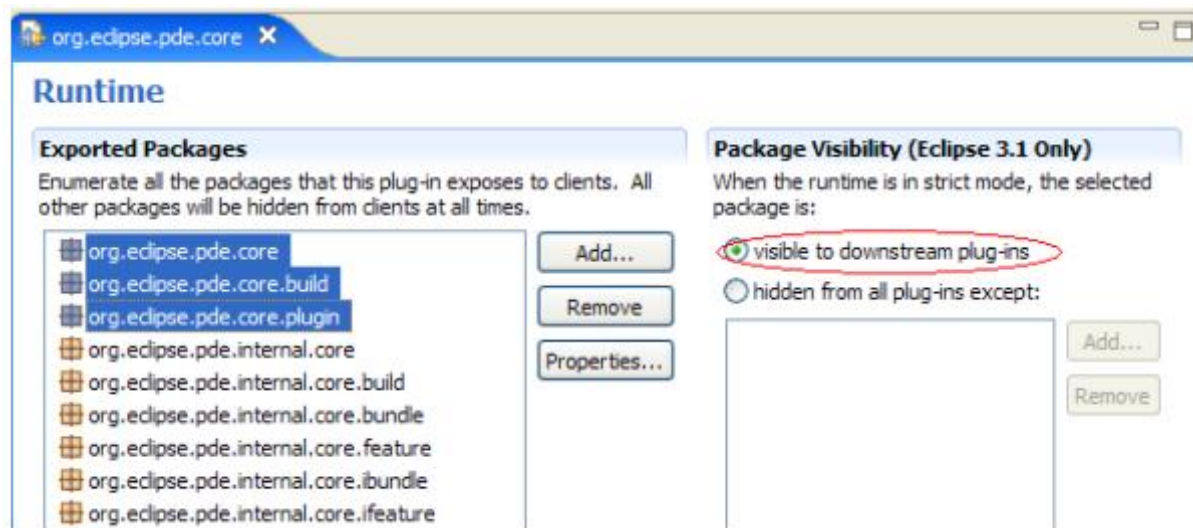 org.eclipse.pde.core
Runtime
Exported Packages
Enumerate all the packages that this plug-in exposes to clients. All
other packages will be hidden from clients at all times.
org.eclipse.pde.core
org.eclipse.pde.core.build
org.eclipse.pde.core.plugin
org.eclipse.pde.internal.core
org.eclipse.pde.internal.core.build
org.eclipse.pde.internal.core.bundle
org.eclipse.pde.internal.core.feature
org.eclipse.pde.internal.core.ibundle
org.eclipse.pde.internal.core.ifeature
Add...
Remove
Properties...
Package Visibility (Eclipse 3.1 Only)
When the runtime is in strict mode, the selected
package is:
visible to downstream plug-ins
hidden from all plug-ins except:
Add...
Remove